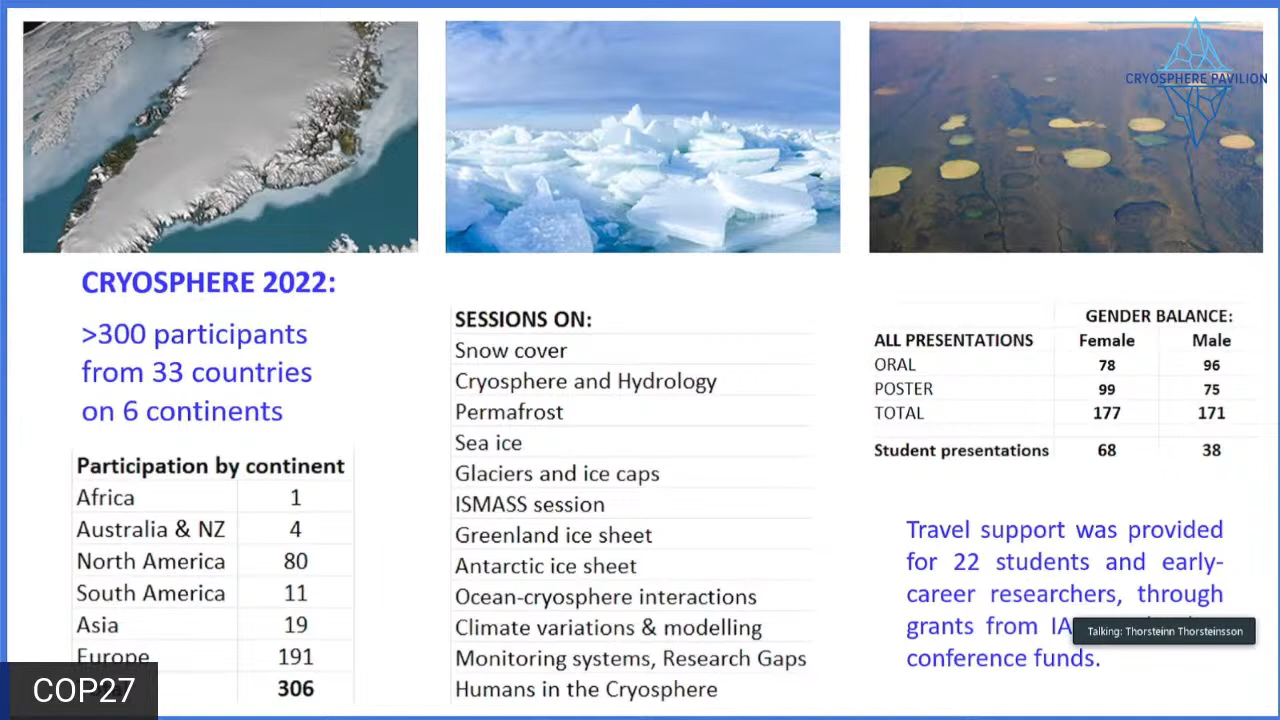 CRYOSPHERE PAVILION
CRYOSPHERE 2022:
>300 participants
from 33 countries
on 6 continents
Participation by continent
Africa 1
Australia & NZ 4
North America 80
South America 11
Asia 19
Europe 191
306
SESSIONS ON:
Snow cover
Cryosphere and Hydrology
Permafrost
Sea ice
Glaciers and ice caps
ISMASS session
Greenland ice sheet
Antarctic ice sheet
Ocean-cryosphere interactions
Climate variations & modelling
Monitoring systems, Research Gaps
Humans in the Cryosphere
GENDER BALANCE:
ALL PRESENTATIONS Female Male
ORAL 78 96
POSTER 99 75
TOTAL 177 171
Student presentations 68 38
Travel support was provided
for 22 students and early-
career researchers, through
grants from
conference funds.
Talking: Thorsteinn Thorsteinsson
COP27